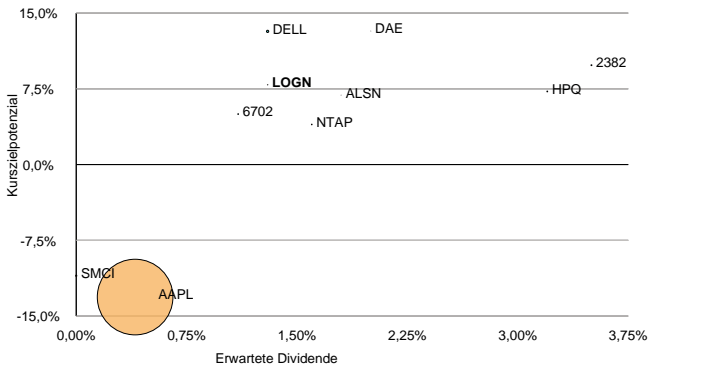 15,0%
DELL
DAE
2382
7,5%
LOGN
ALSN
HPQ
6702
NTAP
Kurszielpotenzial
0,0%
-7,5%
SMCI
AAPL
-15,0%
0,00%
0,75%
1,50%
2,25%
3,00%
3,75%
Erwartete Dividende